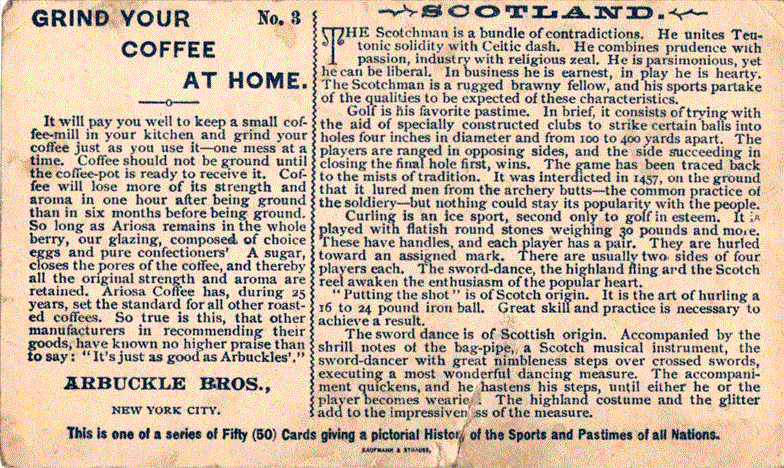 GRIND YOUR No. 3
COFFEE
AT HOME.
It will pay you well to keep a small cof-
fee-mill in your kitchen and grind your
coffee just as you use it—one mess at a
time. Coffee should not be ground until
the coffee-pot is ready to receive it. Cof-
fee will lose more of its strength and
aroma in one hour after being ground
than in six months before being ground.
So long as Ariosa remains in the whole
berry, our glazing, composed of choice
eggs and pure confectioners' A sugar,
closes the pores of the coffee, and thereby
all the original strength and aroma are
retained. Ariosa Coffee has, during 25
years, set the standard for all other roast-
ed coffees. So true is this, that other
manufacturers in recommending their
goods, have known no higher praise than
to say: "It's just as good as Arbuckles'."
ARBUCKLE BROS.,
NEW YORK CITY.
SCOTLAND.
THE Scotchman is a bundle of contradictions. He unites Teu-
tonic solidity with Celtic dash. He combines prudence with
passion, industry with religious zeal. He is parsimonious, yet
he can be liberal. In business he is earnest, in play he is hearty.
The Scotchman is a rugged brawny fellow, and his sports partake
of the qualities to be expected of these characteristics.
Golf is his favorite pastime. In brief, it consists of trying with
the aid of specially constructed clubs to strike certain balls into
holes four inches in diameter and from 100 to 400 yards apart. The
players are ranged in opposing sides, and the side succeeding in
closing the final hole first, wins. The game has been traced back
to the mists of tradition. It was interdicted in 1457, on the ground
that it lured men from the archery butts—the common practice of
the soldiery—but nothing could stay its popularity with the people.
Curling is an ice sport, second only to golf in esteem. It is
played with flatish round stones weighing 30 pounds and more.
These have handles, and each player has a pair. They are hurled
toward an assigned mark. There are usually two sides of four
players each. The sword-dance, the highland fling and the Scotch
reel awaken the enthusiasm of the popular heart.
"Putting the shot" is of Scotch origin. It is the art of hurling a
16 to 24 pound iron ball. Great skill and practice is necessary to
achieve a result.
The sword dance is of Scottish origin. Accompanied by the
shrill notes of the bag-pipe, a Scotch musical instrument, the
sword-dancer with great nimbleness steps over crossed swords,
executing a most wonderful dancing measure. The accompani-
ment quickens, and he hastens his steps, until either he or the
player becomes wearied. The highland costume and the glitter
add to the impressiveness of the measure.
This is one of a series of Fifty (50) Cards giving a pictorial History of the Sports and Pastimes of all Nations.
KAUFMANN & STRAUSS,